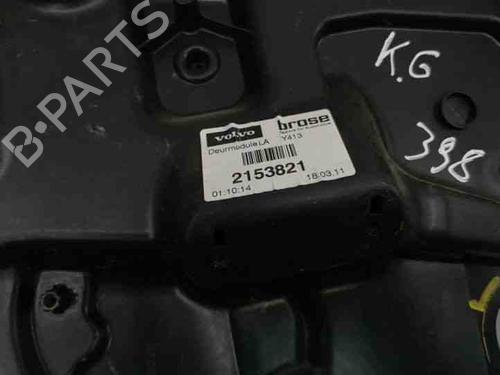 K.G
398
VOLVO brose
Deurmodule LA Y413
2153821
01:10:14 18.03.11
B-PARTS